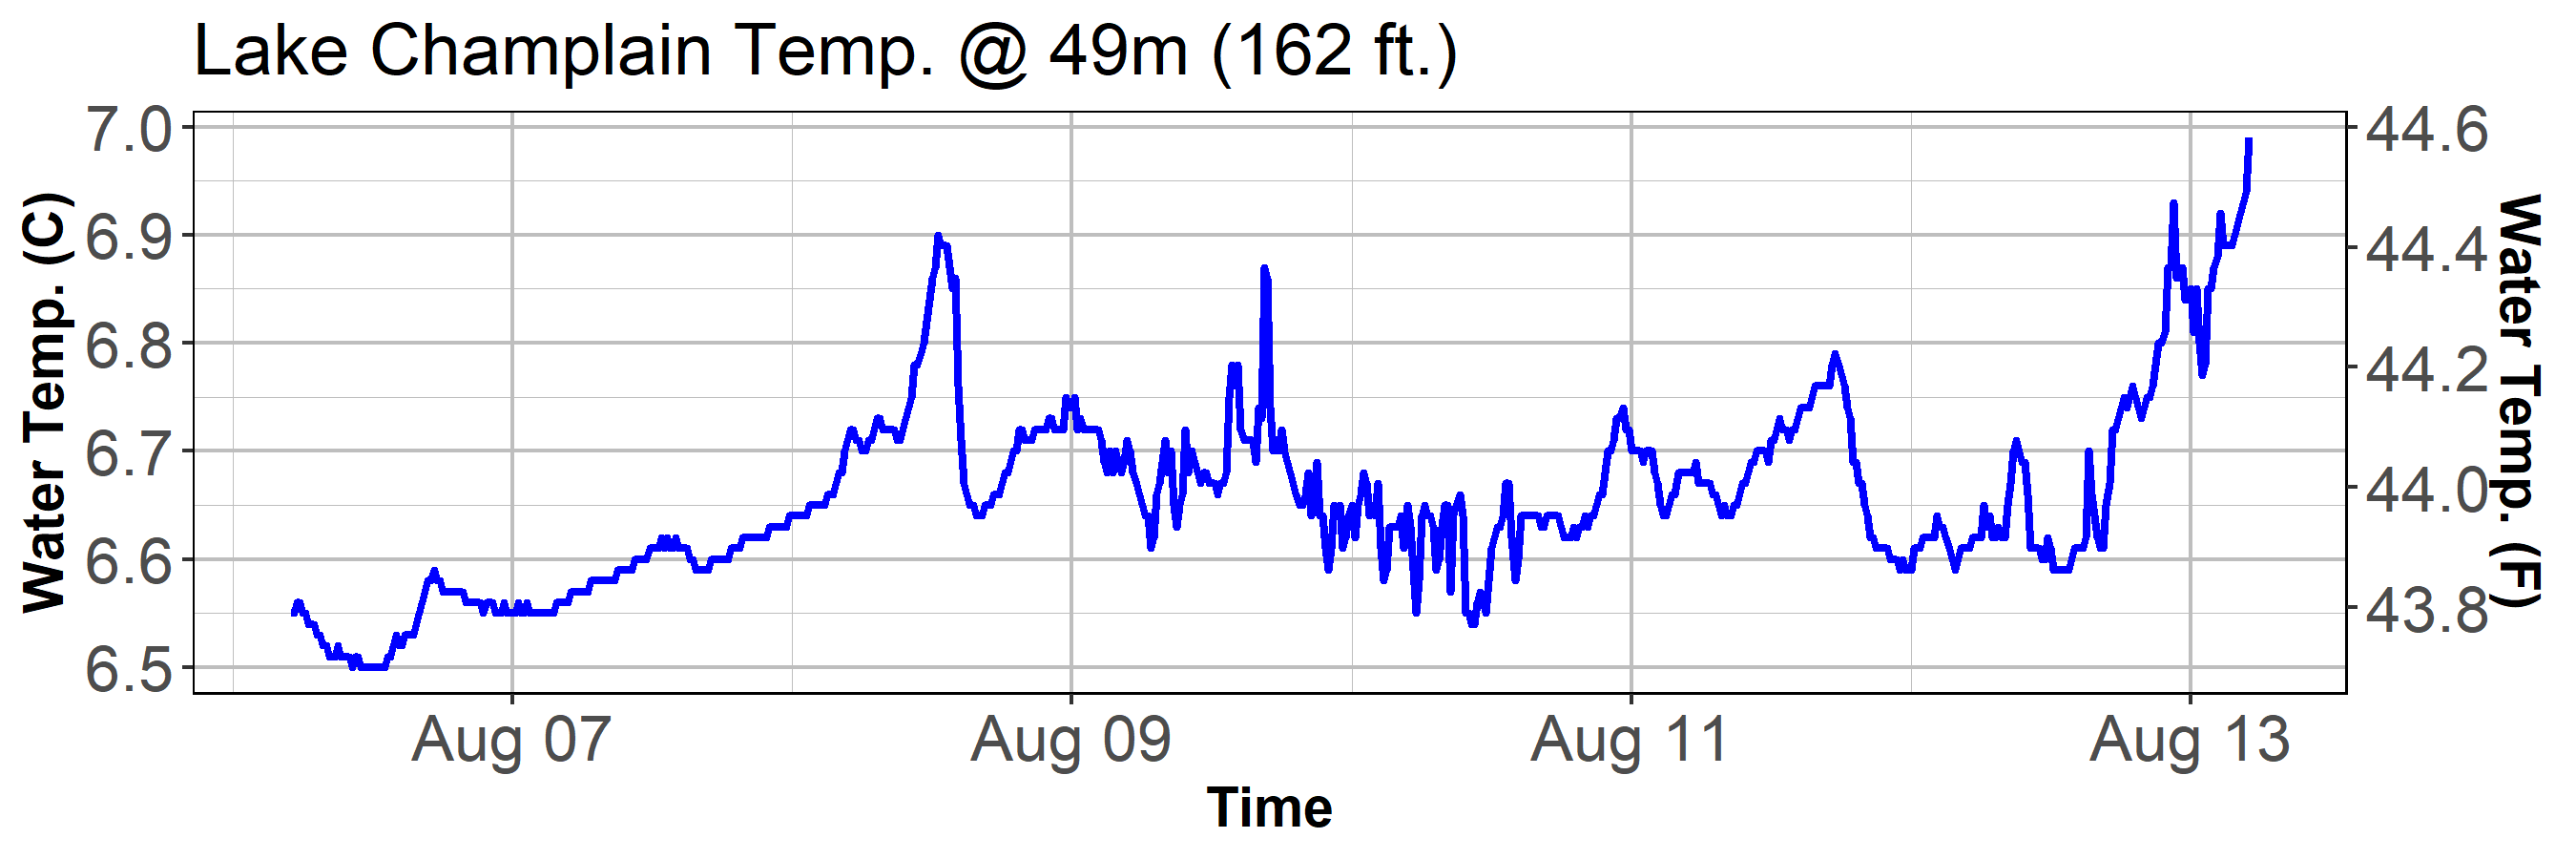 Lake Champlain Temp. @ 49m (162 ft.)
Water Temp. (C)
7.0
6.9
6.8
6.7
6.6
6.5
44.6
44.4
44.2
44.0
43.8
Water Temp. (F)
Aug 07 Aug 09 Aug 11 Aug 13
Time